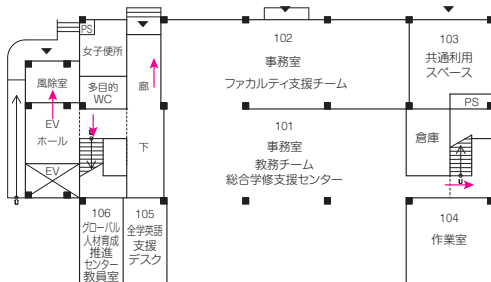 PS
女子便所
風除室
多目的
WC
廊
下
EV
ホール
EV
102
事務室
ファカルティ支援チーム
103
共通利用
スペース
PS
101
事務室
教務チーム
総合学修支援センター
倉庫
106
グローバル
人材育成
推進
センター
教員室
105
全学英語
支援
デスク
104
作業室